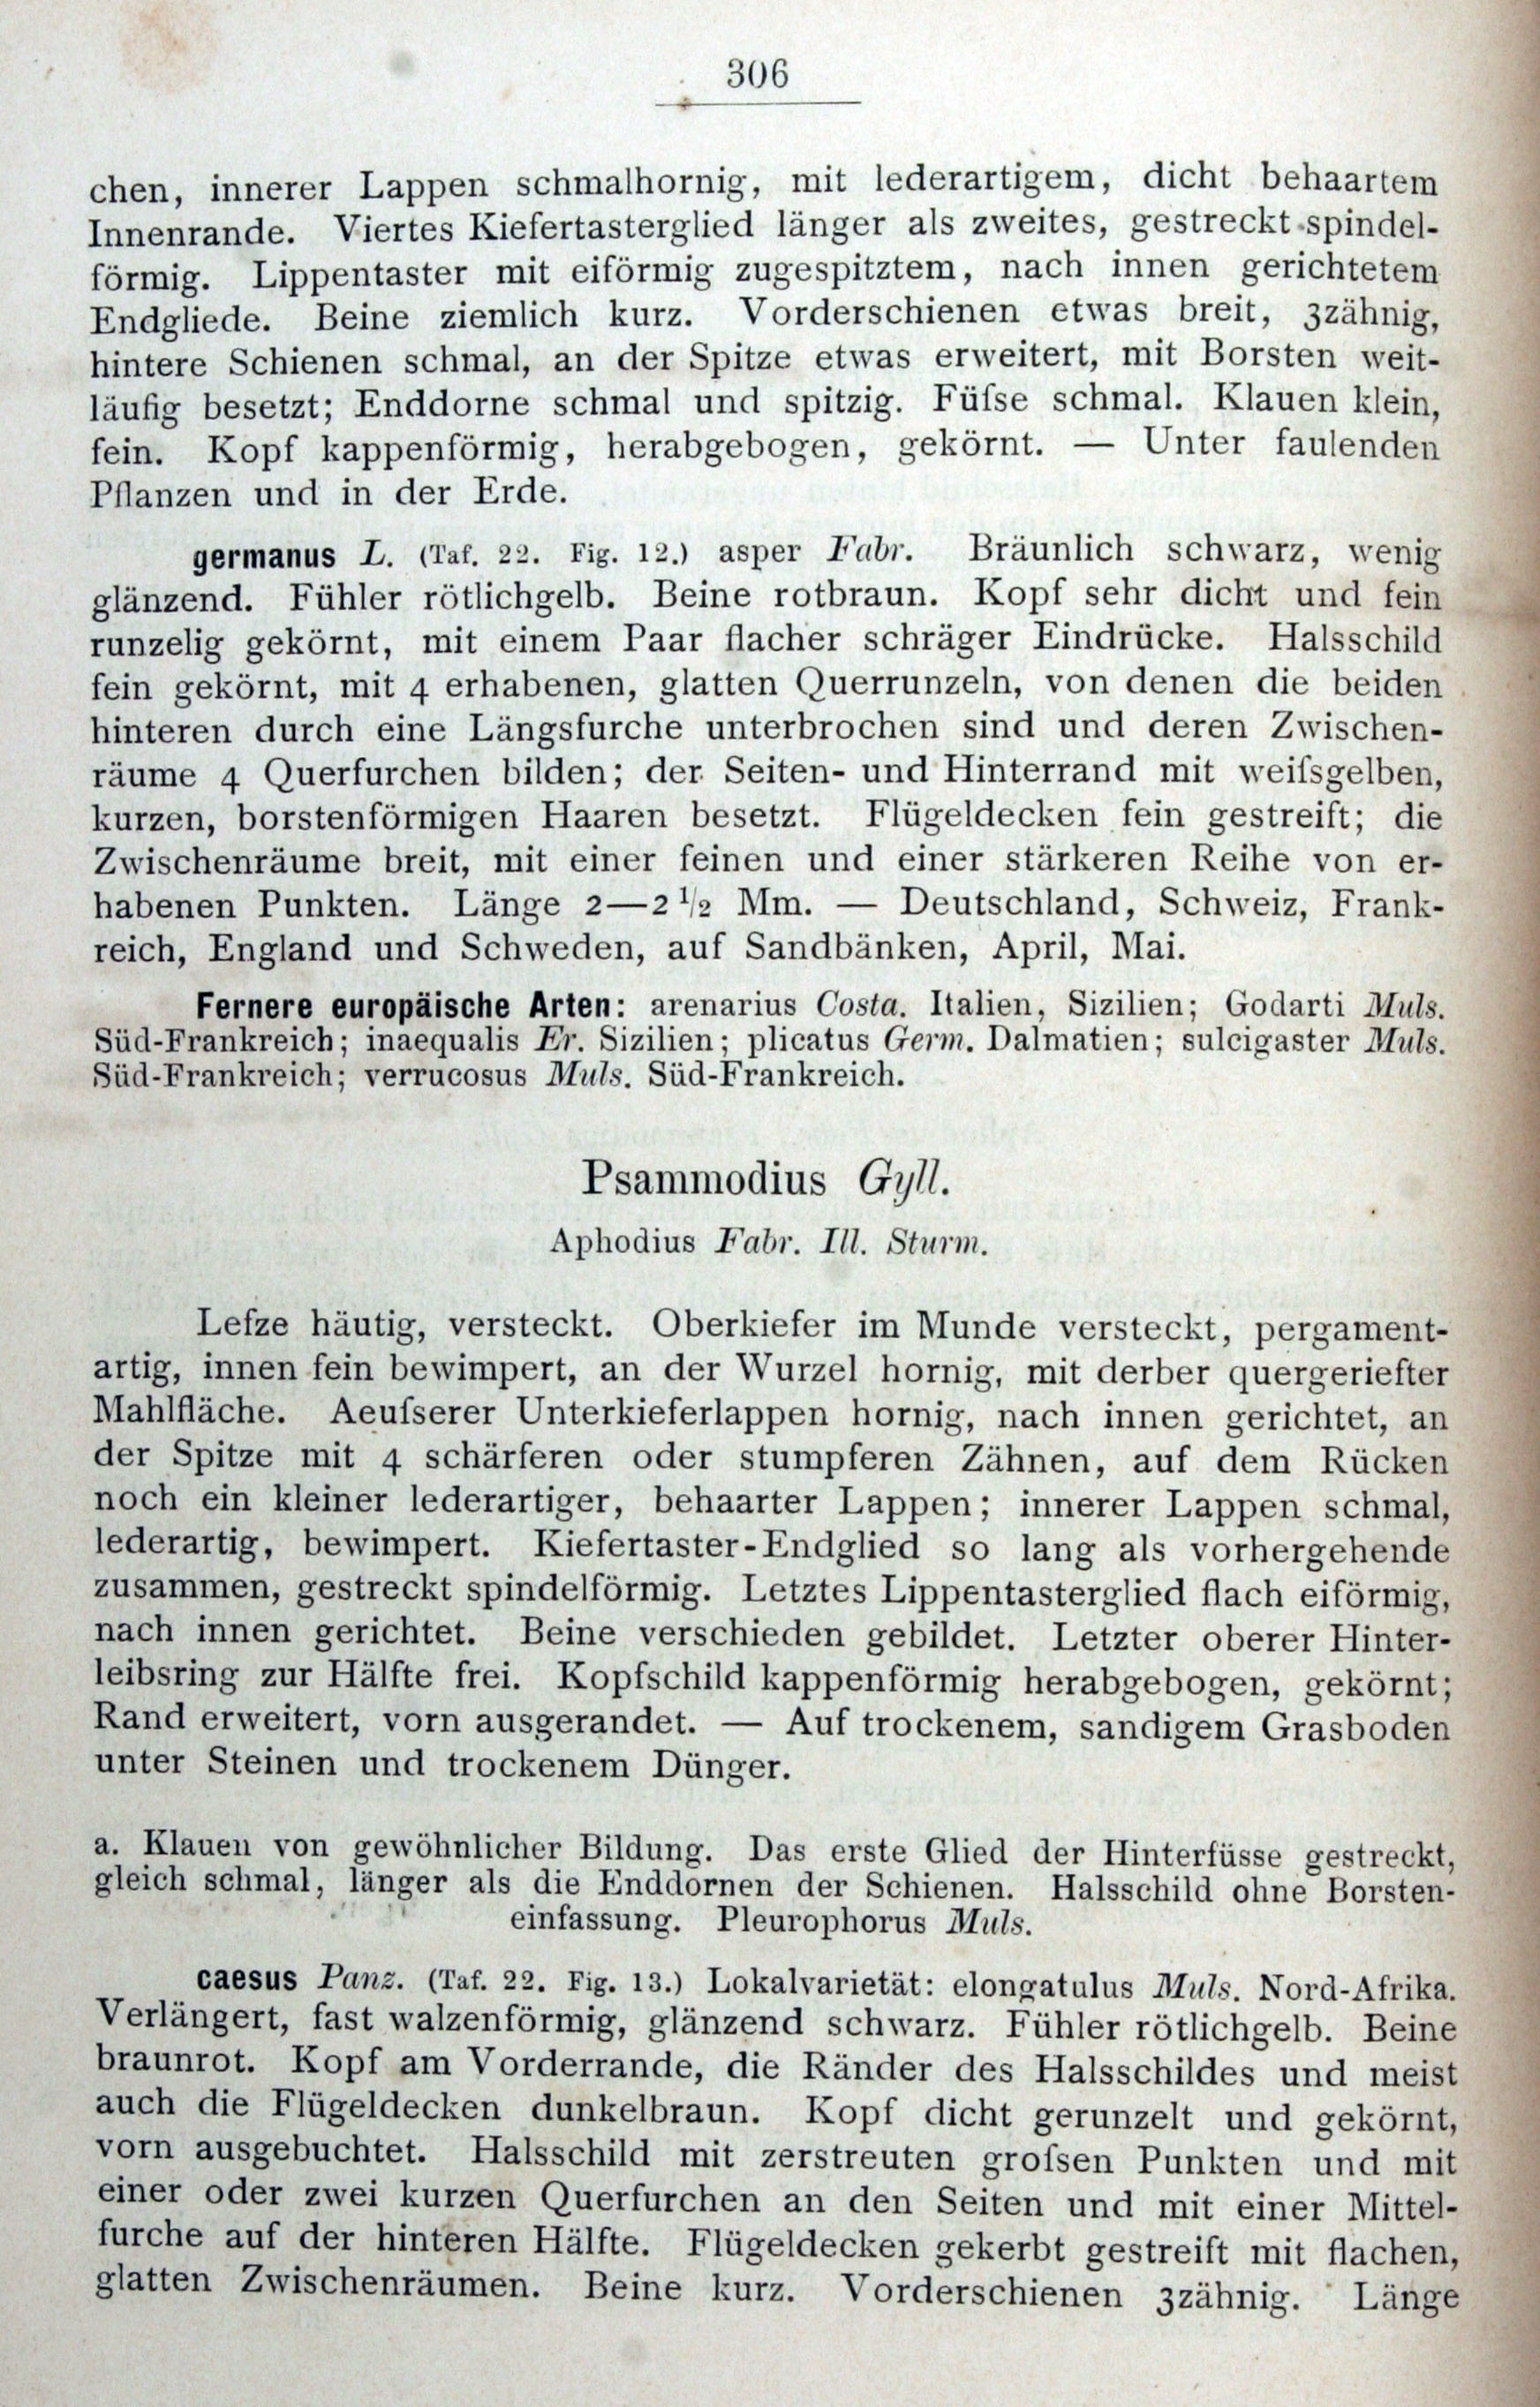 306
chen, innerer Lappen schmalhornig, mit lederartigem, dicht behaartem
Innenrande. Viertes Kiefertasterglied länger als zweites, gestreckt spindel-
förmig. Lippentaster mit eiförmig zugespitztem, nach innen gerichtetem
Endgliede. Beine ziemlich kurz. Vorderschienen etwas breit, 3zähnig,
hintere Schienen schmal, an der Spitze etwas erweitert, mit Borsten weit-
läufig besetzt; Enddorne schmal und spitzig. Füſse schmal. Klauen klein,
fein. Kopf kappenförmig, herabgebogen, gekörnt. — Unter faulenden
Pflanzen und in der Erde.
germanus L. (Taf. 22. Fig. 12.) asper Fabr. Bräunlich schwarz, wenig
glänzend. Fühler rötlichgelb. Beine rotbraun. Kopf sehr dicht und fein
runzelig gekörnt, mit einem Paar flacher schräger Eindrücke. Halsschild
fein gekörnt, mit 4 erhabenen, glatten Querrunzeln, von denen die beiden
hinteren durch eine Längsfurche unterbrochen sind und deren Zwischen-
räume 4 Querfurchen bilden; der Seiten- und Hinterrand mit weiſsgelben,
kurzen, borstenförmigen Haaren besetzt. Flügeldecken fein gestreift; die
Zwischenräume breit, mit einer feinen und einer stärkeren Reihe von er-
habenen Punkten. Länge 2—2½ Mm. — Deutschland, Schweiz, Frank-
reich, England und Schweden, auf Sandbänken, April, Mai.
Fernere europäische Arten: arenarius Costa. Italien, Sizilien; Godarti Muls.
Süd-Frankreich; inaequalis Er. Sizilien; plicatus Germ. Dalmatien; sulcigaster Muls.
Süd-Frankreich; verrucosus Muls. Süd-Frankreich.
Psammodius Gyll.
Aphodius Fabr. Ill. Sturm.
Lefze häutig, versteckt. Oberkiefer im Munde versteckt, pergament-
artig, innen fein bewimpert, an der Wurzel hornig, mit derber quergeriefter
Mahlfläche. Aeuſserer Unterkieferlappen hornig, nach innen gerichtet, an
der Spitze mit 4 schärferen oder stumpferen Zähnen, auf dem Rücken
noch ein kleiner lederartiger, behaarter Lappen; innerer Lappen schmal,
lederartig, bewimpert. Kiefertaster-Endglied so lang als vorhergehende
zusammen, gestreckt spindelförmig. Letztes Lippentasterglied flach eiförmig,
nach innen gerichtet. Beine verschieden gebildet. Letzter oberer Hinter-
leibsring zur Hälfte frei. Kopfschild kappenförmig herabgebogen, gekörnt;
Rand erweitert, vorn ausgerandet. — Auf trockenem, sandigem Grasboden
unter Steinen und trockenem Dünger.
a. Klauen von gewöhnlicher Bildung. Das erste Glied der Hinterfüsse gestreckt,
gleich schmal, länger als die Enddornen der Schienen. Halsschild ohne Borsten-
einfassung. Pleurophorus Muls.
caesus Panz. (Taf. 22. Fig. 13.) Lokalvarietät: elongatulus Muls. Nord-Afrika.
Verlängert, fast walzenförmig, glänzend schwarz. Fühler rötlichgelb. Beine
braunrot. Kopf am Vorderrande, die Ränder des Halsschildes und meist
auch die Flügeldecken dunkelbraun. Kopf dicht gerunzelt und gekörnt,
vorn ausgebuchtet. Halsschild mit zerstreuten groſsen Punkten und mit
einer oder zwei kurzen Querfurchen an den Seiten und mit einer Mittel-
furche auf der hinteren Hälfte. Flügeldecken gekerbt gestreift mit flachen,
glatten Zwischenräumen. Beine kurz. Vorderschienen 3zähnig. Länge